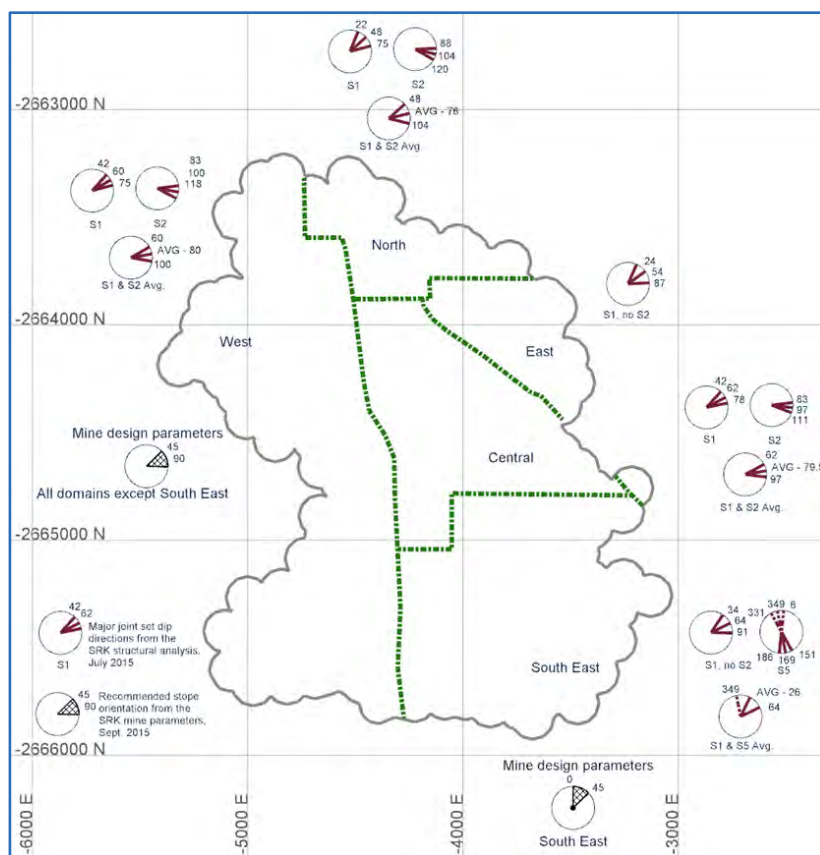 22
48
75
S1
88
104
120
S2
48
AVG - 76
104
S1 & S2 Avg
-2663000 N
42
60
75
S1
83
100
118
S2
60
AVG - 80
100
S1 & S2 Avg.
North
24
54
87
S1, no S2
-2664000 N
West
East
42
62
78
S1
83
97
111
S2
62
AVG - 79.5
97
S1 & S2 Avg.
Mine design parameters
45
90
All domains except South East
Central
-2665000 N
42
62
S1
Major joint set dip
directions from the
SRK structural analysis.
July 2015
45
90
Recommended stope
orientation from the
SRK mine parameters,
Sept. 2015
South East
34
64
91
S1, no S2
331
349
6
186
169
151
S5
349
AVG - 26
64
S1 & S5 Avg.
-2666000 N
Mine design parameters
0
45
South East
-6000 E
-5000 E
-4000 E
-3000 E